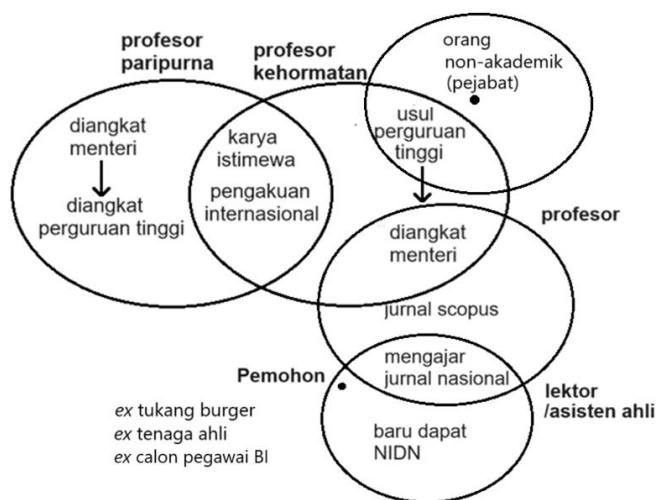 profesor
paripurna
profesor
kehormatan
orang
non-akademik
(pejabat)
diangkat
menteri
diangkat
perguruan tinggi
karya
istimewa
pengakuan
internasional
usul
perguruan
tinggi
profesor
diangkat
menteri
jurnal scopus
mengajar
jurnal nasional
Pemohon
lektor
/asisten ahli
ex tukang burger
ex tenaga ahli
ex calon pegawai BI
baru dapat
NIDN